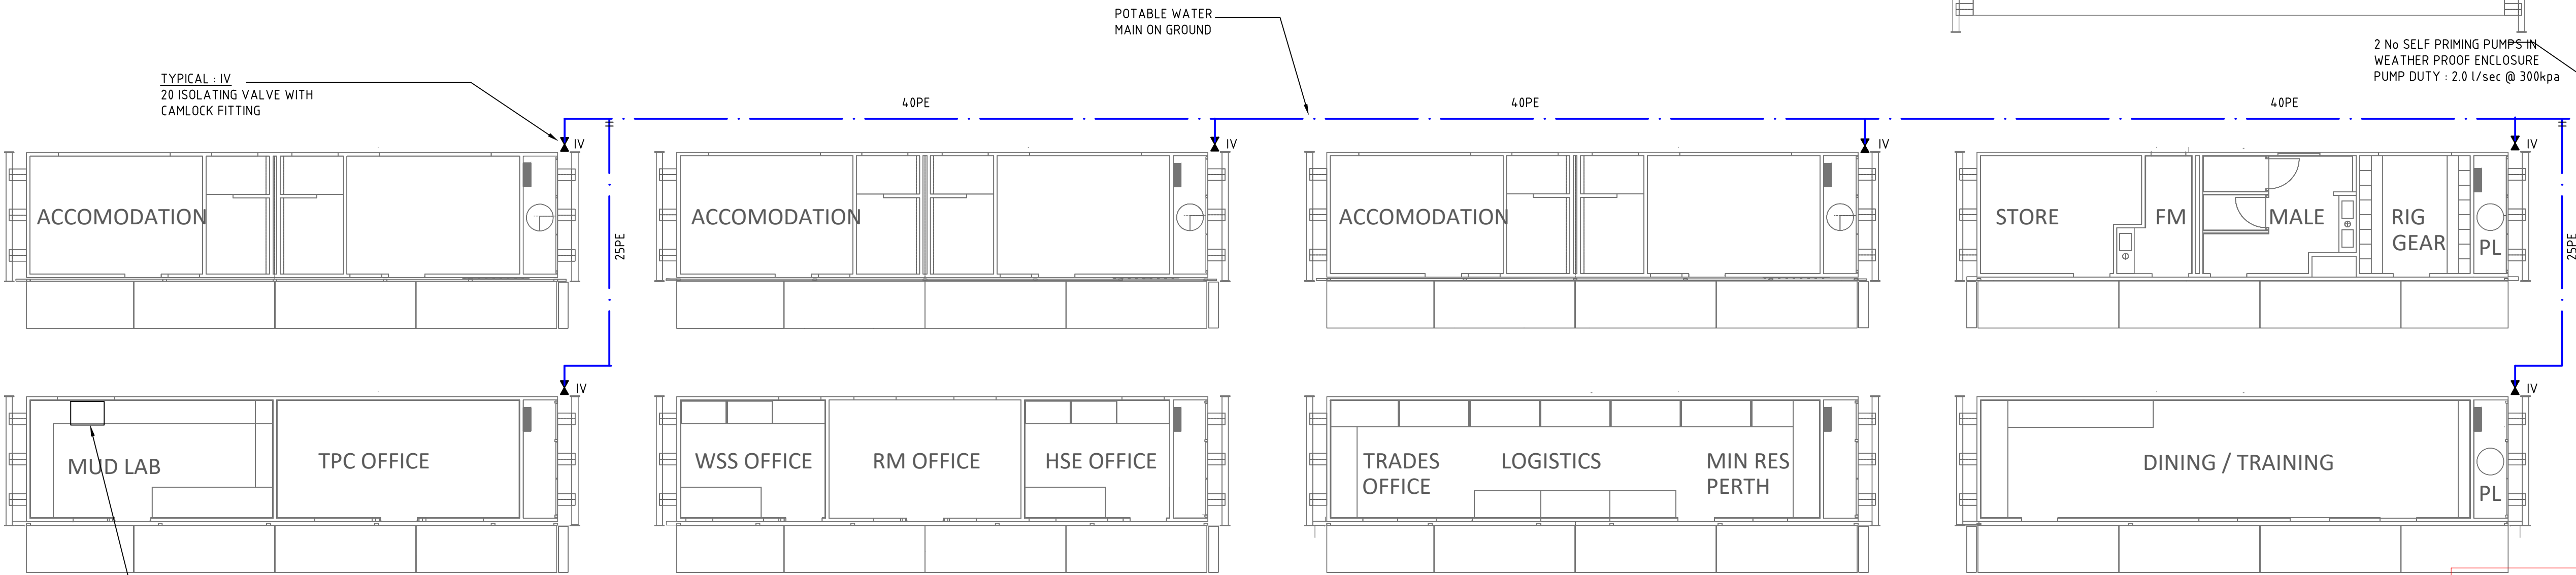 POTABLE WATER
MAIN ON GROUND
2 No SELF PRIMING PUMPS IN
WEATHER PROOF ENCLOSURE
PUMP DUTY : 2.0 l/sec @ 300kpa
TYPICAL : IV
20 ISOLATING VALVE WITH
CAMLOCK FITTING
40PE
40PE
40PE
IV
IV
IV
IV
ACCOMODATION
25PE
ACCOMODATION
ACCOMODATION
STORE
FM
MALE
RIG
GEAR
PL
25PE
IV
IV
MUD LAB
TPC OFFICE
WSS OFFICE
RM OFFICE
HSE OFFICE
TRADES
OFFICE
LOGISTICS
MIN RES
PERTH
DINING / TRAINING
PL